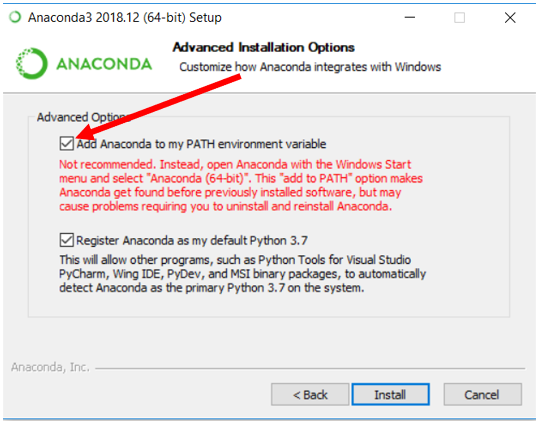 Anaconda3 2018.12 (64-bit) Setup
ANACONDA
Advanced Installation Options
Customize how Anaconda integrates with Windows
Advanced Options
Add Anaconda to my PATH environment variable
Not recommended. Instead, open Anaconda with the Windows Start
menu and select "Anaconda (64-bit)". This "add to PATH" option makes
Anaconda get found before previously installed software, but may
cause problems requiring you to uninstall and reinstall Anaconda.
Register Anaconda as my default Python 3.7
This will allow other programs, such as Python Tools for Visual Studio
PyCharm, Wing IDE, PyDev, and MSI binary packages, to automatically
detect Anaconda as the primary Python 3.7 on the system.
Anaconda, Inc.
< Back
Install
Cancel